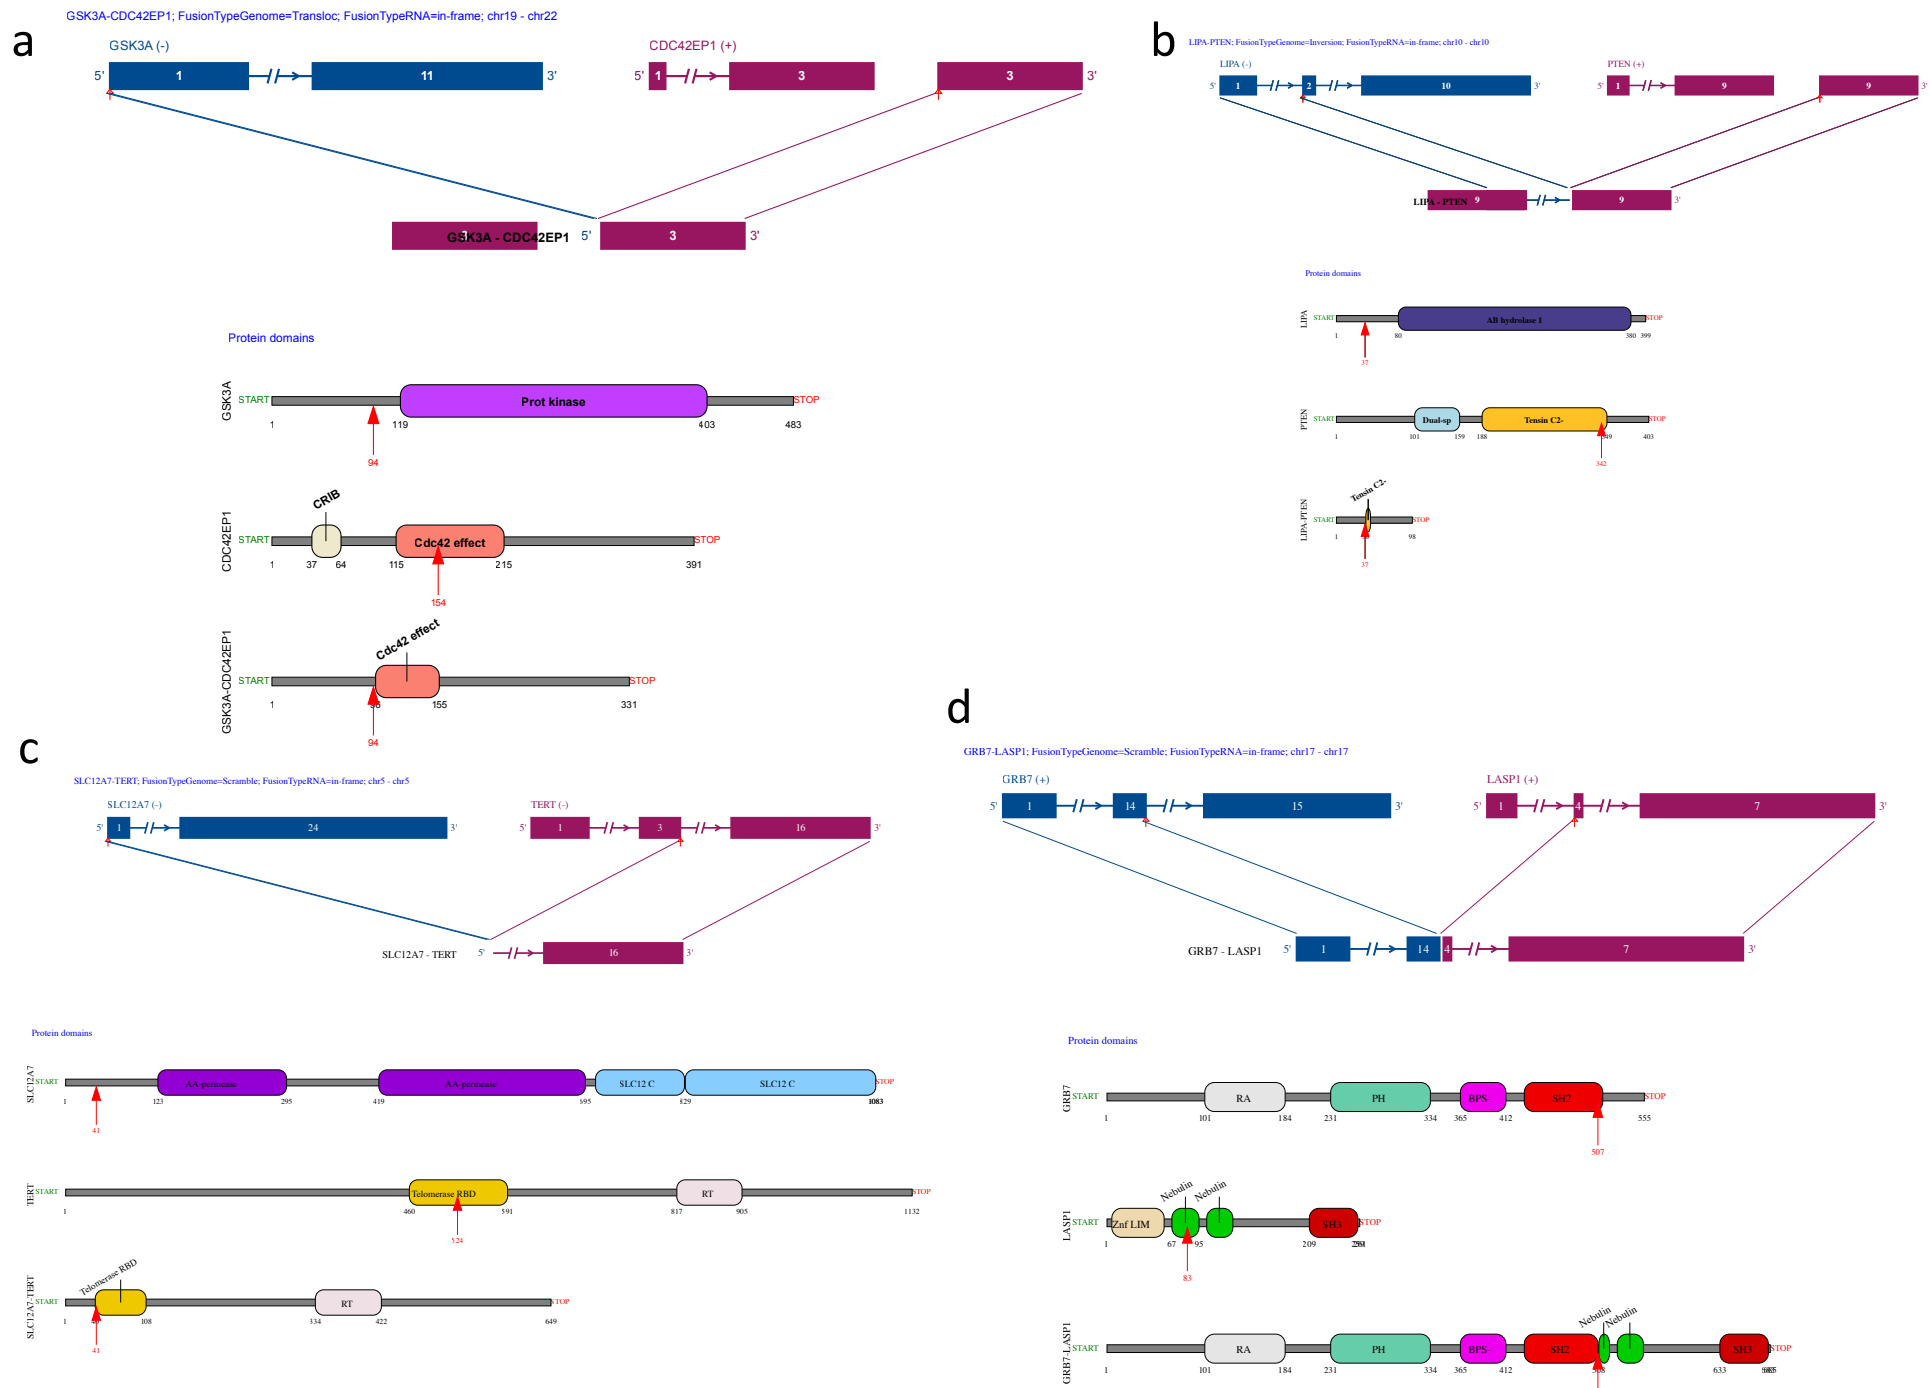 a
GSK3A-CDC42EP1; FusionTypeGenome=Transloc; FusionTypeRNA=in-frame; chr19 - chr22
GSK3A (-)
CDC42EP1 (+)
5' 1 11 3'
5' 1 3 3 3'
3
GSK3A - CDC42EP1 5' 3 3'
Protein domains
GSK3A START Prot kinase STOP
1 119 403 483
94
CRIB
CDC42EP1 START Cdc42 effect STOP
1 37 64 115 215 391
154
Cdc42 effect
GSK3A-CDC42EP1 START STOP
1 155 331
94
b
LIPA-PTEN; FusionTypeGenome=Inversion; FusionTypeRNA=in-frame; chr10 - chr10
LIPA (-)
PTEN (+)
5' 1 2 10 3'
5' 1 9 9 3'
LIPA - PTEN 9 9 3'
Protein domains
LIPA START AB hydrolase 1 STOP
1 80 380 399
37
PTEN START Dual-sp Tensin C2- STOP
1 101 159 188 349 403
342
Tensin C2-
LIPA-PTEN START STOP
1 98
37
c
SLC12A7-TERT; FusionTypeGenome=Scramble; FusionTypeRNA=in-frame; chr5 - chr5
SLC12A7 (-)
TERT (-)
5' 1 24 3'
5' 1 3 16 3'
SLC12A7 - TERT 5' 16 3'
Protein domains
SLC12A7 START AA-permease AA-permease SLC12 C SLC12 C STOP
1 123 295 419 695 829 1083
41
TERT START Telomerase RBD RT STOP
1 460 591 817 905 1132
524
Telomerase RBD
SLC12A7-TERT START RT STOP
1 108 334 422 649
41
d
GRB7-LASP1; FusionTypeGenome=Scramble; FusionTypeRNA=in-frame; chr17 - chr17
GRB7 (+)
LASP1 (+)
5' 1 14 15 3'
5' 1 4 7 3'
GRB7 - LASP1 5' 1 14 4 7 3'
Protein domains
GRB7 START RA PH BPS- SH2 STOP
1 101 184 231 334 365 412 555
507
Nebulin Nebulin
LASP1 START Znf LIM SH3 STOP
1 67 95 209
83
Nebulin Nebulin
GRB7-LASP1 START RA PH BPS- SH2 SH3 STOP
1 101 184 231 334 365 412 633